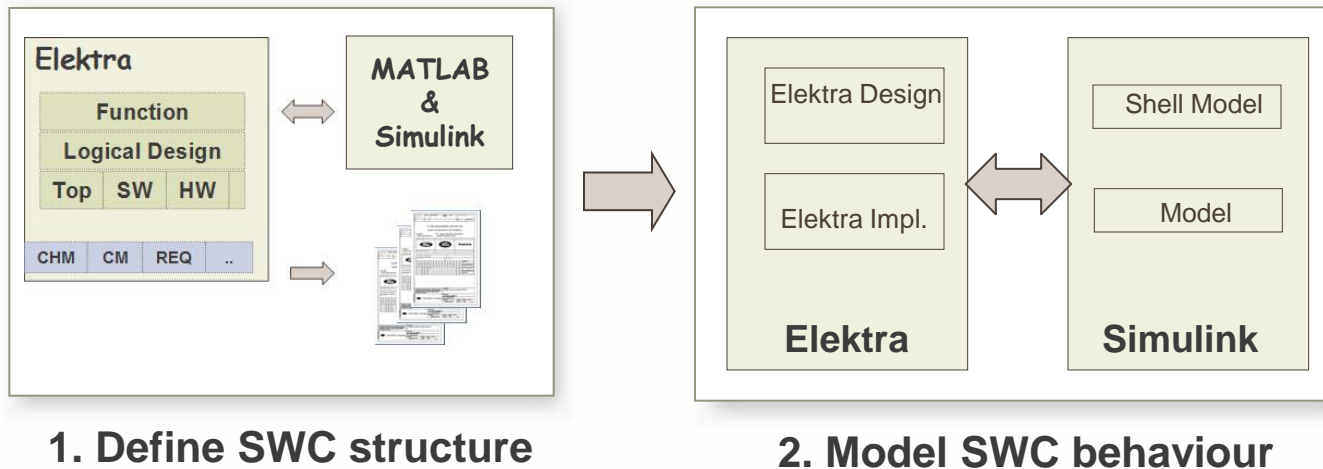 Elektra
Function
Logical Design
Top SW HW
CHM CM REQ ..
MATLAB
&
Simulink
1. Define SWC structure
Elektra Design
Elektra Impl.
Elektra
Shell Model
Model
Simulink
2. Model SWC behaviour